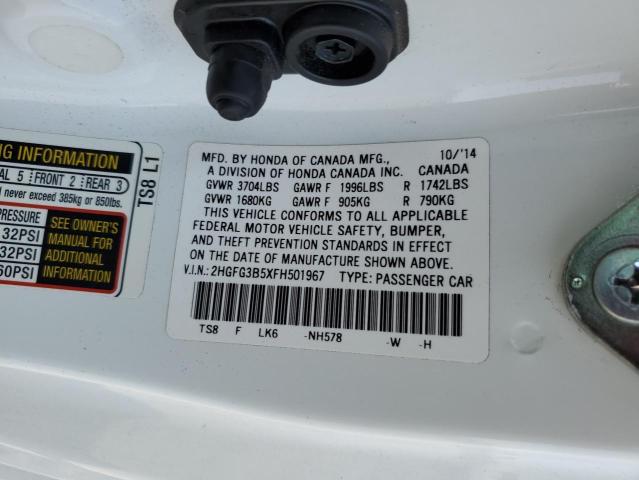 NG INFORMATION
AL 5 FRONT 2 REAR 3
never exceed 385kg or 850lbs.
PRESSURE
32PSI
32PSI
60PSI
SEE OWNER'S
MANUAL FOR
ADDITIONAL
INFORMATION
TS8 L1
MFD. BY HONDA OF CANADA MFG., 10/'14
A DIVISION OF HONDA CANADA INC. CANADA
GVWR 3704LBS GAWR F 1996LBS R 1742LBS
GVWR 1680KG GAWR F 905KG R 790KG
THIS VEHICLE CONFORMS TO ALL APPLICABLE
FEDERAL MOTOR VEHICLE SAFETY, BUMPER,
AND THEFT PREVENTION STANDARDS IN EFFECT
ON THE DATE OF MANUFACTURE SHOWN ABOVE.
V.I.N.: 2HGFG3B5XFH501967 TYPE: PASSENGER CAR
TS8 F LK6 -NH578 -W -H